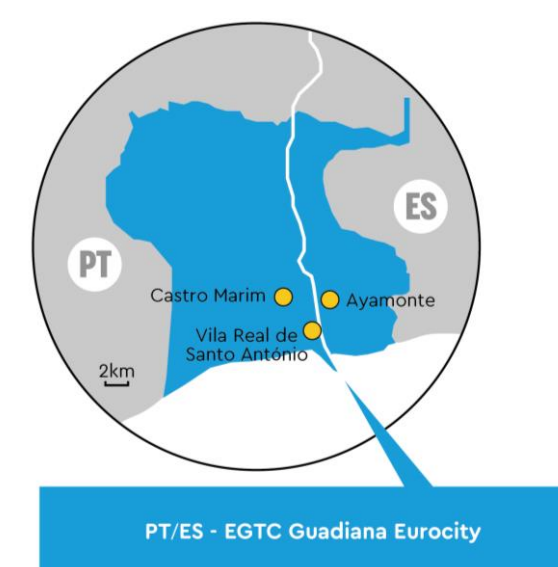 ES
PT
Castro Marim
Ayamonte
Vila Real de
Santo António
2km
PT/ES - EGTC Guadiana Eurocity